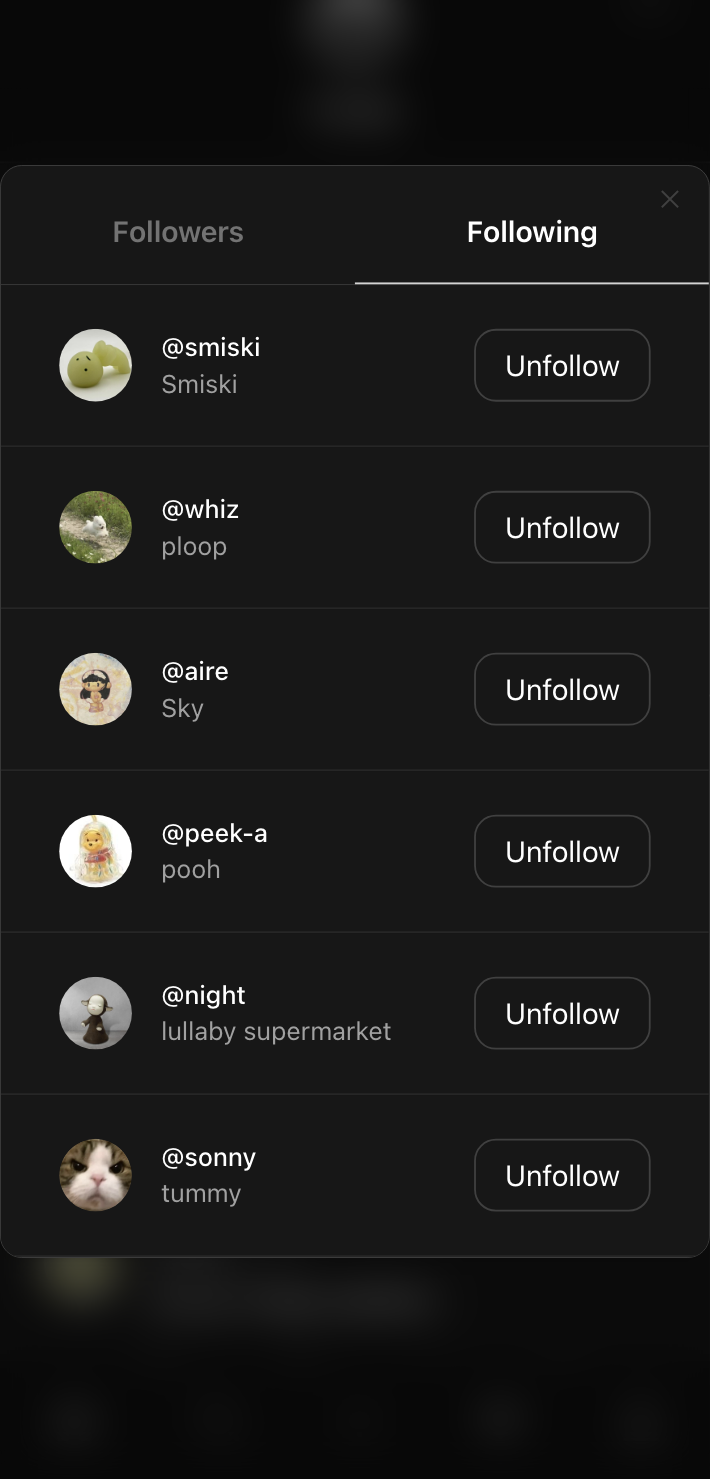 Followers
Following
@smiski
Smiski
Unfollow
@whiz
ploop
Unfollow
@aire
Sky
Unfollow
@peek-a
pooh
Unfollow
@night
lullaby supermarket
Unfollow
@sonny
tummy
Unfollow